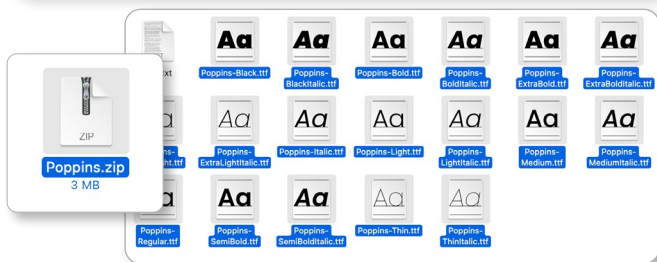 Aa Aa Aa Aa Aa Aa
xt
Poppins-Black.ttf
Poppins-
BlackItalic.ttf
Poppins-Bold.ttf
Poppins-
BoldItalic.ttf
Poppins-
ExtraBold.ttf
Poppins-
ExtraBoldItalic.ttf
ZIP
Poppins.zip
3 MB
Aa Aa Aa Aa Aa Aa
ns-
ht.ttf
Poppins-
ExtraLightItalic.ttf
Poppins-Italic.ttf
Poppins-Light.ttf
Poppins-
LightItalic.ttf
Poppins-
Medium.ttf
Poppins-
MediumItalic.ttf
Aa Aa Aa Aa
Poppins-
Regular.ttf
Poppins-
SemiBold.ttf
Poppins-
SemiBoldItalic.ttf
Poppins-Thin.ttf
Poppins-
ThinItalic.ttf